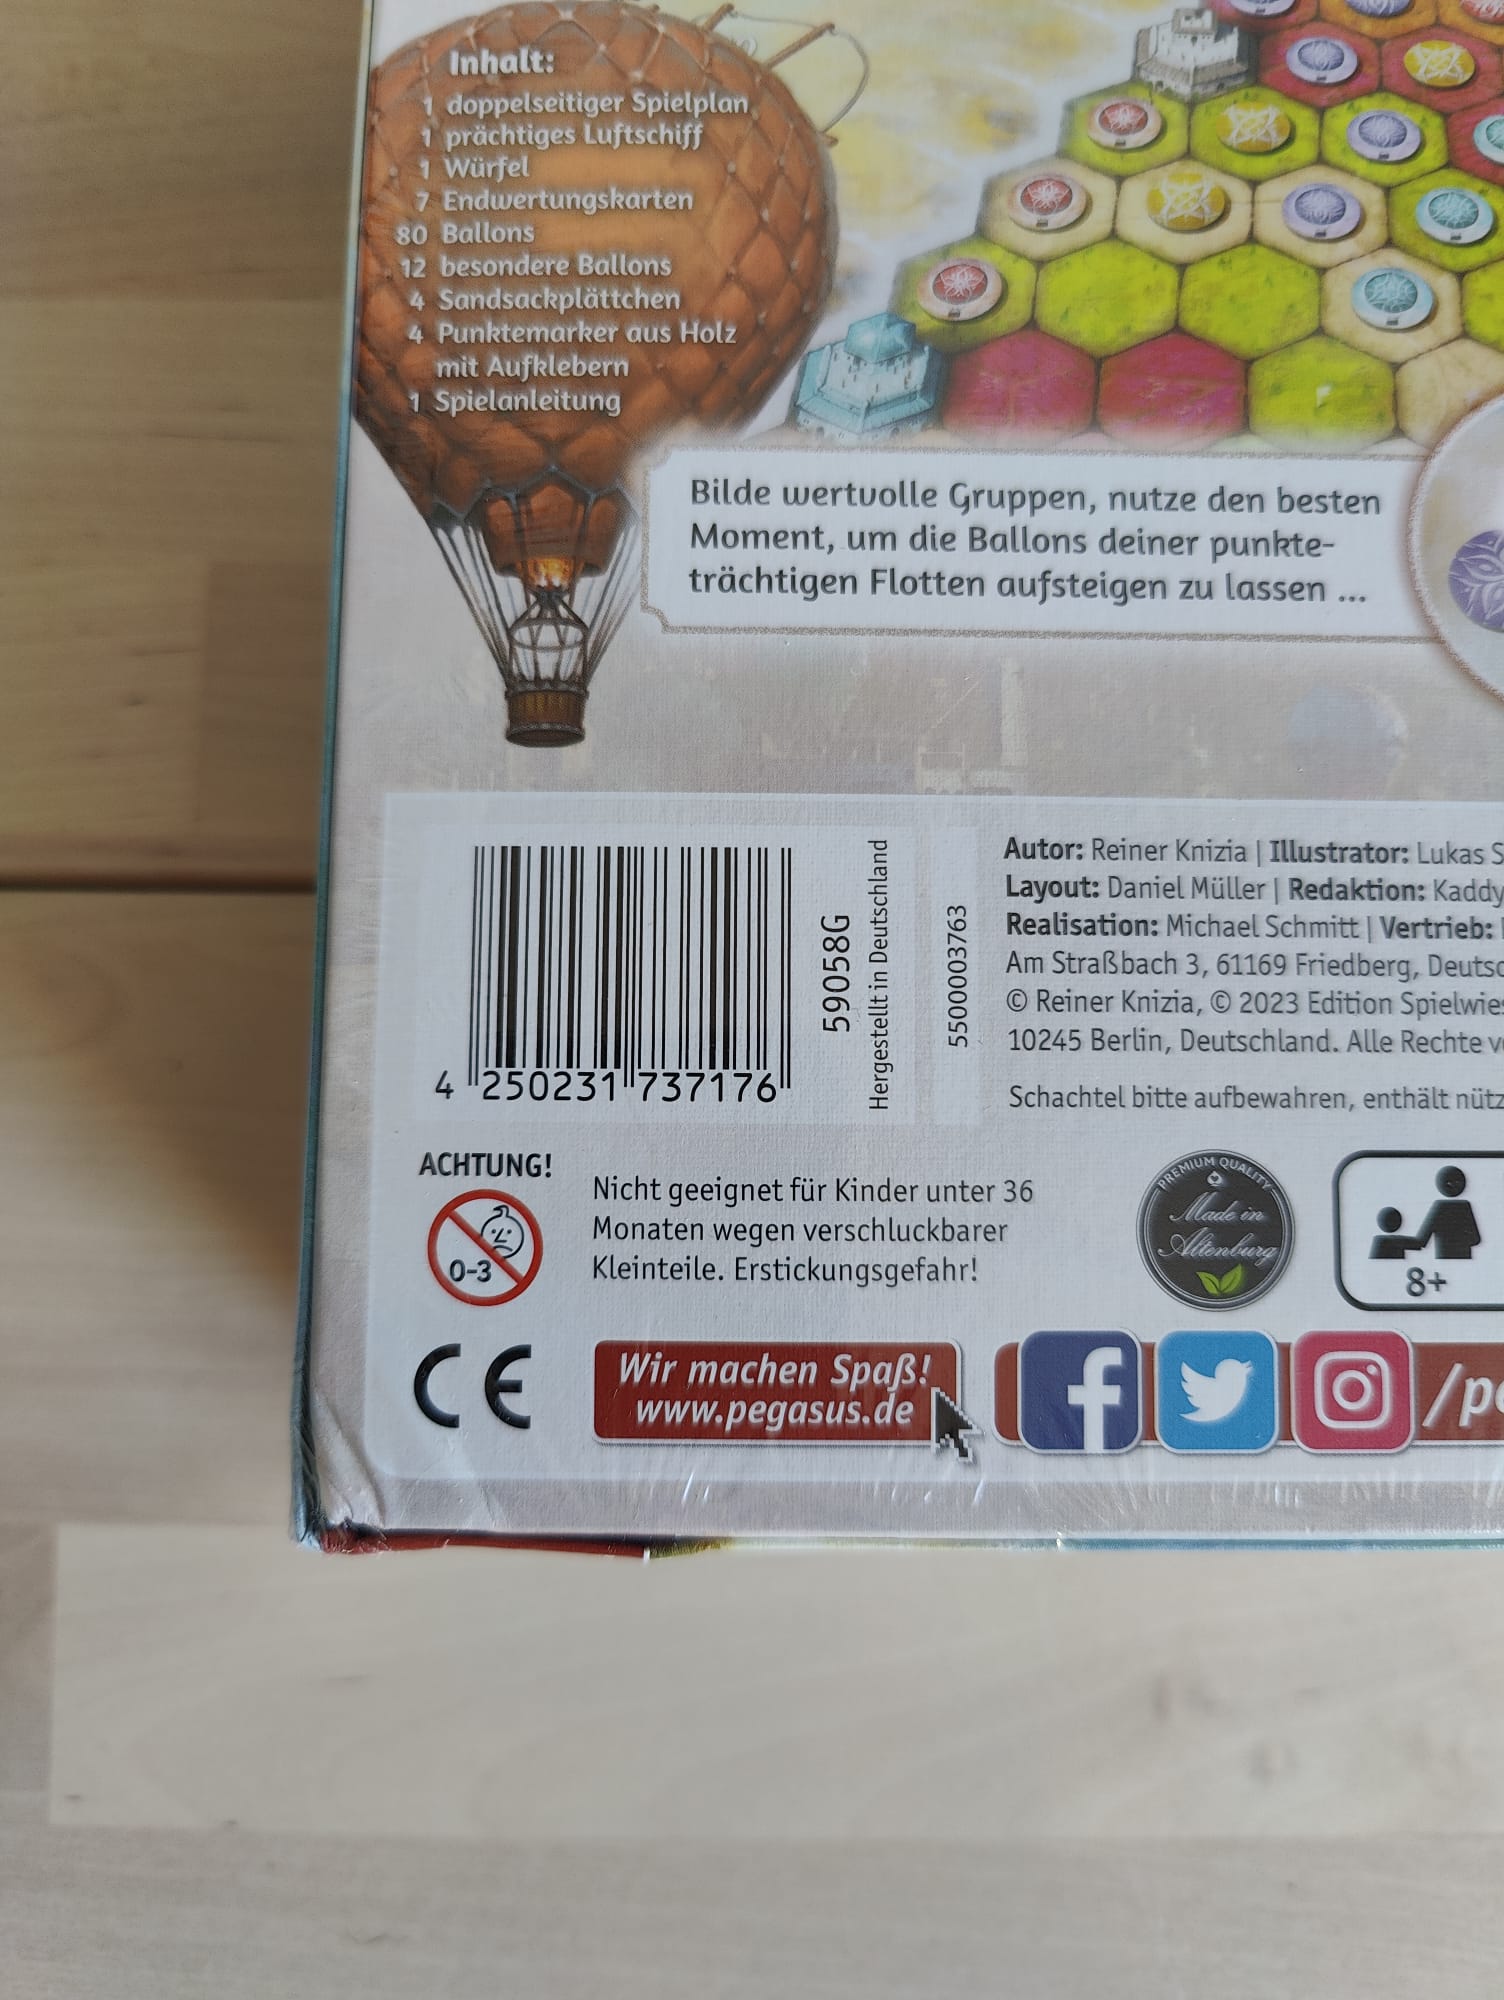 Inhalt:
1 doppelseitiger Spielplan
1 prächtiges Luftschiff
1 Würfel
7 Endwertungskarten
80 Ballons
12 besondere Ballons
4 Sandsackplättchen
4 Punktemarker aus Holz
mit Aufklebern
1 Spielanleitung
Bilde wertvolle Gruppen, nutze den besten
Moment, um die Ballons deiner punkte-
trächtigen Flotten aufsteigen zu lassen ...
4 250231 737176
59058G
Hergestellt in Deutschland
5500003763
Autor: Reiner Knizia | Illustrator: Lukas S
Layout: Daniel Müller | Redaktion: Kaddy
Realisation: Michael Schmitt | Vertrieb:
Am Straßbach 3, 61169 Friedberg, Deutsc
© Reiner Knizia, © 2023 Edition Spielwies
10245 Berlin, Deutschland. Alle Rechte v
Schachtel bitte aufbewahren, enthält nütz
ACHTUNG!
0-3
Nicht geeignet für Kinder unter 36
Monaten wegen verschluckbarer
Kleinteile. Erstickungsgefahr!
PREMIUM QUALITY
Made in
Altenburg
8+
CE
Wir machen Spaß!
www.pegasus.de
f
/pe